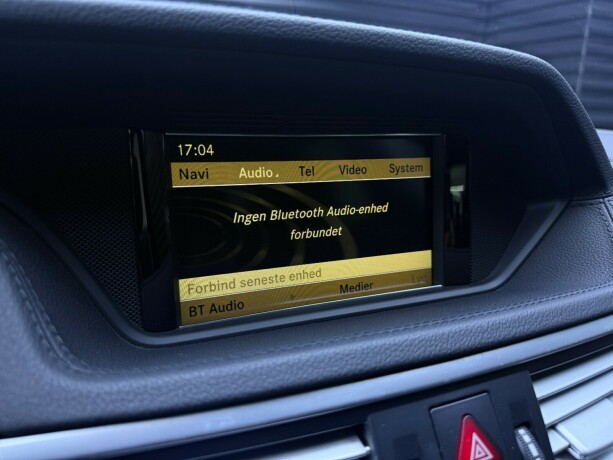 17:04
Navi Audio Tel Video System
Ingen Bluetooth Audio-enhed
forbundet
Forbind seneste enhed
BT Audio Medier